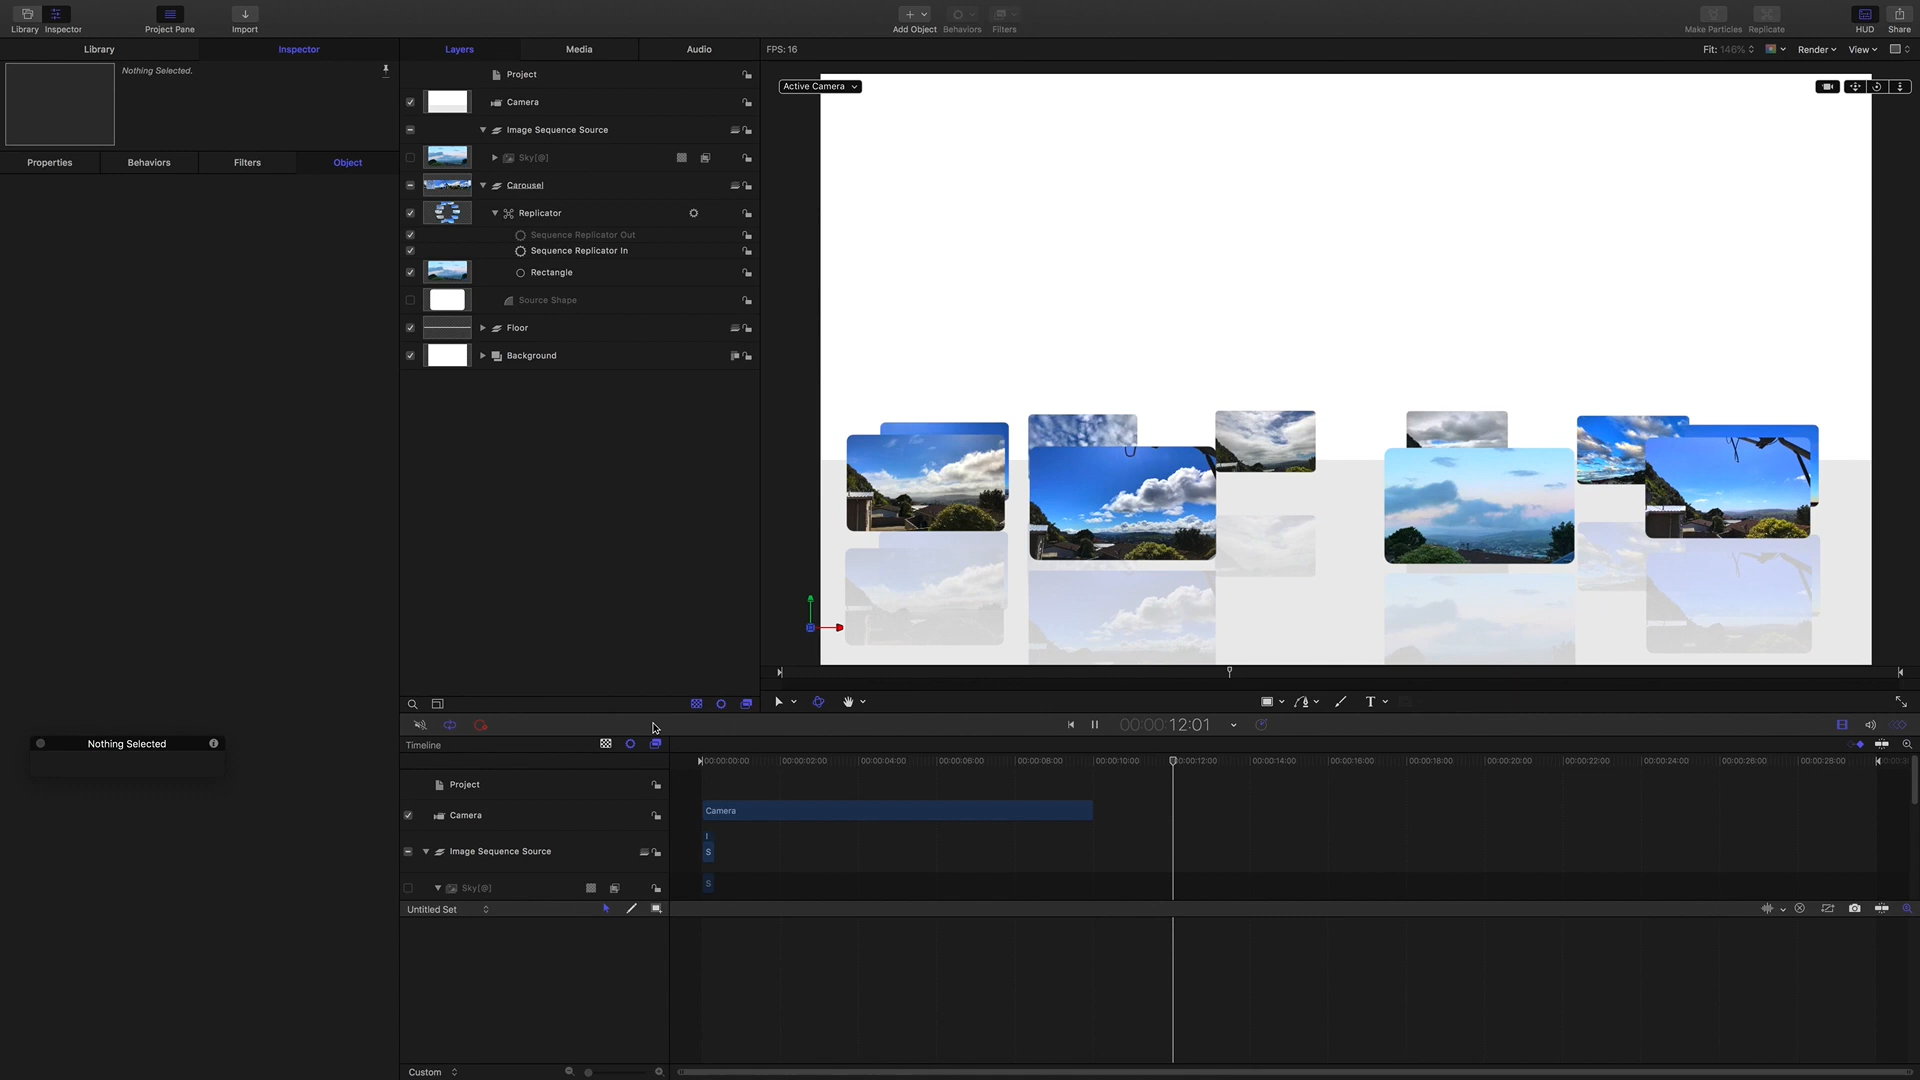 Library
Inspector
Project Pane
Import
Add Object
Behaviors
Filters
Make Particles
Replicate
HUD
Share
Library
Inspector
Layers
Media
Audio
FPS: 16
Fit: 146%
Render
View
Nothing Selected.
Properties
Behaviors
Filters
Object
Project
Camera
Image Sequence Source
Sky[@]
Carousel
Replicator
Sequence Replicator Out
Sequence Replicator In
Rectangle
Source Shape
Floor
Background
Active Camera
T
00:00:12:01
Nothing Selected
Timeline
00:00:00:00
00:00:02:00
00:00:04:00
00:00:06:00
00:00:08:00
00:00:10:00
00:00:12:00
00:00:14:00
00:00:16:00
00:00:18:00
00:00:20:00
00:00:22:00
00:00:24:00
00:00:26:00
00:00:28:00
Project
Camera
Camera
I
Image Sequence Source
S
Sky[@]
S
Untitled Set
Custom